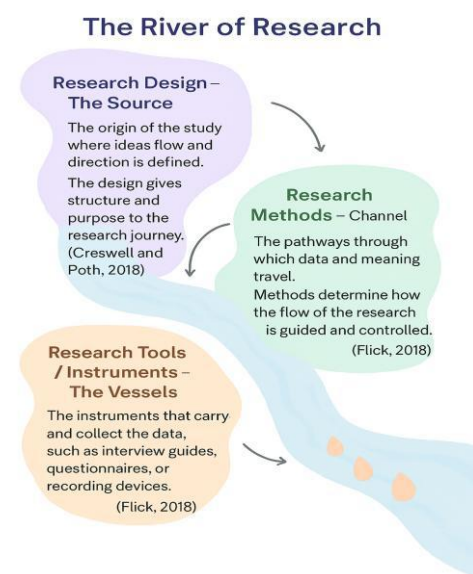 The River of Research
Research Design –
The Source
The origin of the study
where ideas flow and
direction is defined.
The design gives
structure and
purpose to the
research journey.
(Creswell and
Poth, 2018)
Research
Methods – Channel
The pathways through
which data and meaning
travel.
Methods determine how
the flow of the research
is guided and controlled.
(Flick, 2018)
Research Tools
/ Instruments –
The Vessels
The instruments that carry
and collect the data,
such as interview guides,
questionnaires, or
recording devices.
(Flick, 2018)